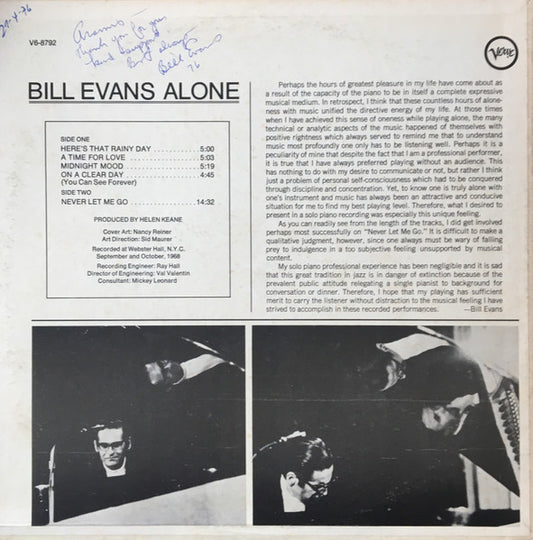 29-4-76
Thank you for your
kind support
Best always
Bill Evans
76
V6-8792
Verve
BILL EVANS ALONE
SIDE ONE
HERE'S THAT RAINY DAY . . . . . . . . . . . 5:00
A TIME FOR LOVE . . . . . . . . . . . . . . . 5:03
MIDNIGHT MOOD . . . . . . . . . . . . . . . 5:19
ON A CLEAR DAY . . . . . . . . . . . . . . . 4:45
(You Can See Forever)
SIDE TWO
NEVER LET ME GO . . . . . . . . . . . . . . 14:32
PRODUCED BY HELEN KEANE
Cover Art: Nancy Reiner
Art Direction: Sid Maurer
Recorded at Webster Hall, N.Y.C.
September and October, 1968
Recording Engineer: Ray Hall
Director of Engineering: Val Valentin
Consultant: Mickey Leonard
Perhaps the hours of greatest pleasure in my life have come about as
a result of the capacity of the piano to be in itself a complete expressive
musical medium. In retrospect, I think that these countless hours of alone-
ness with music unified the directive energy of my life. At those times
when I have achieved this sense of oneness while playing alone, the many
technical or analytic aspects of the music happened of themselves with
positive rightness which always served to remind me that to understand
music most profoundly one only has to be listening well. Perhaps it is a
peculiarity of mine that despite the fact that I am a professional performer,
it is true that I have always preferred playing without an audience. This
has nothing to do with my desire to communicate or not, but rather I think
just a problem of personal self-consciousness which had to be conquered
through discipline and concentration. Yet, to know one is truly alone with
one's instrument and music has always been an attractive and conducive
situation for me to find my best playing level. Therefore, what I desired to
present in a solo piano recording was especially this unique feeling.
As you can readily see from the length of the tracks, I did get involved
perhaps most successfully on "Never Let Me Go." It is difficult to make a
qualitative judgment, however, since one always must be wary of falling
prey to indulgence in a too subjective feeling unsupported by musical
content.
My solo piano professional experience has been negligible and it is sad
that this great tradition in jazz is in danger of extinction because of the
prevalent public attitude relegating a single pianist to background for
conversation or dinner. Therefore, I hope that my playing has sufficient
merit to carry the listener without distraction to the musical feeling I have
strived to accomplish in these recorded performances. —Bill Evans